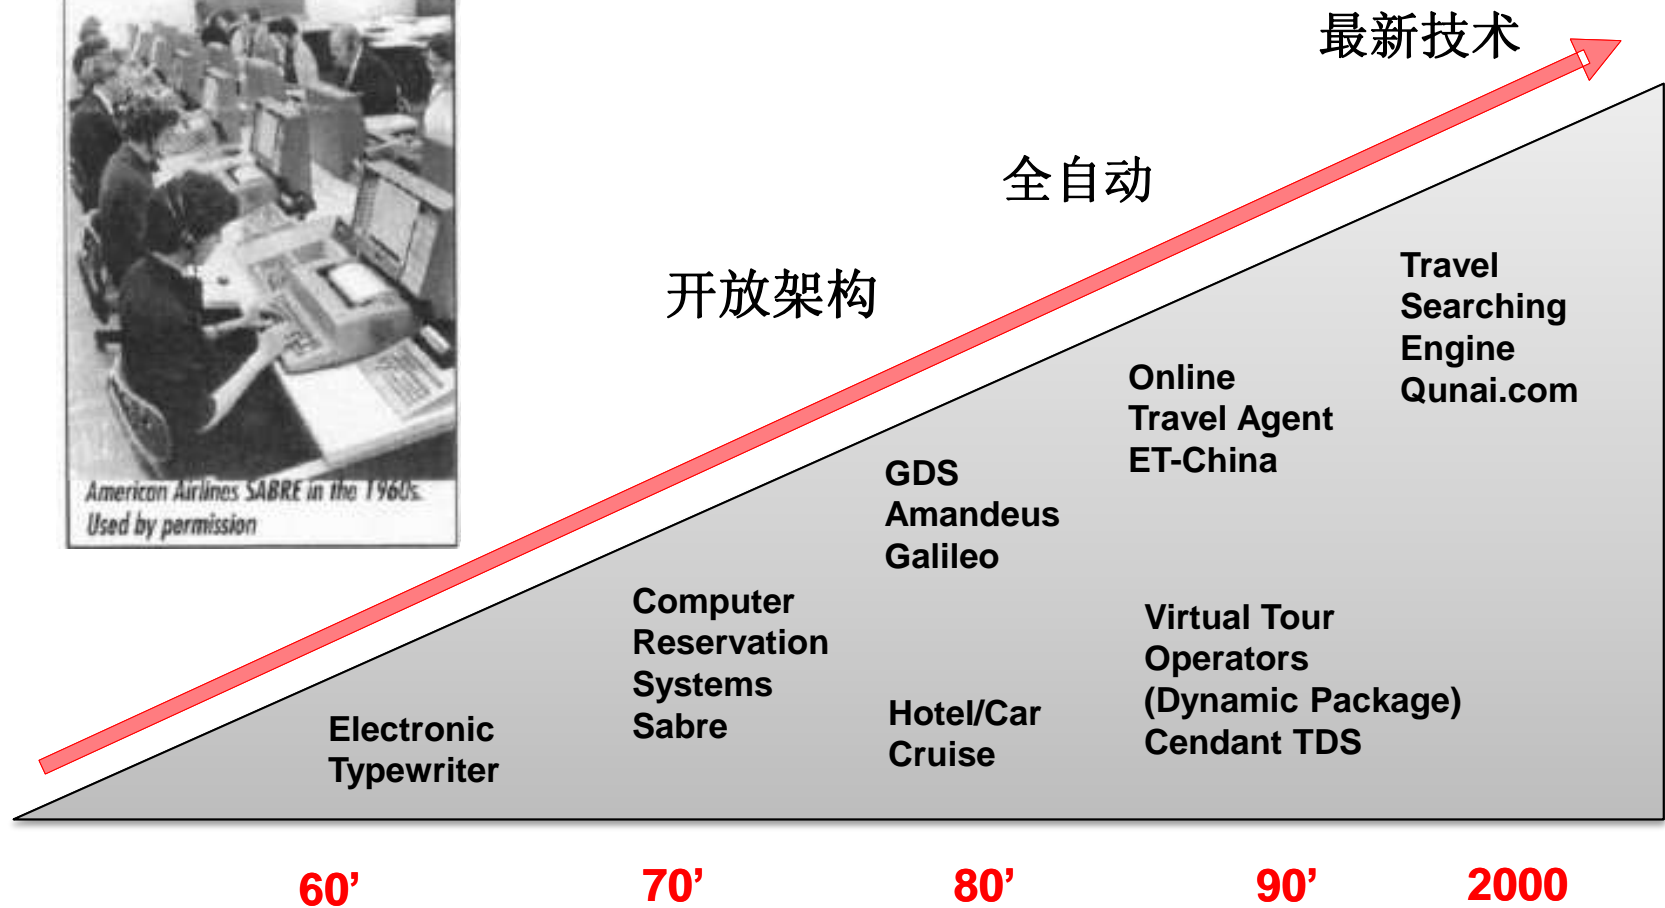 最新技术
全自动
开放架构
American Airlines SABRE in the 1960s.
Used by permission
Travel
Searching
Engine
Qunai.com
Online
Travel Agent
ET-China
GDS
Amandeus
Galileo
Computer
Reservation
Systems
Sabre
Virtual Tour
Operators
(Dynamic Package)
Cendant TDS
Hotel/Car
Cruise
Electronic
Typewriter
60’
70’
80’
90’
2000